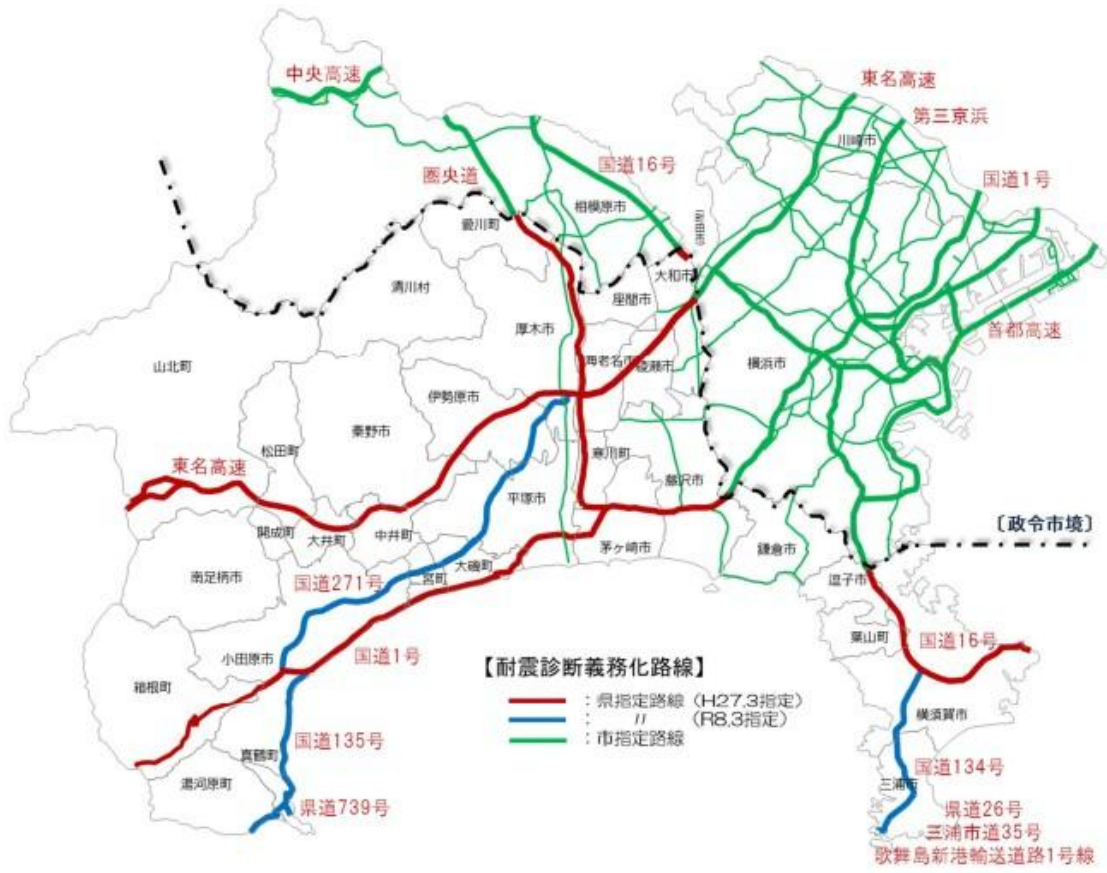 中央高速
東名高速
第三京浜
川崎市
国道16号
国道1号
圏央道
相模原市
愛川町
大和市
清川村
座間市
厚木市
首都高速
海老名市
綾瀬市
横浜市
山北町
伊勢原市
秦野市
松田町
寒川町
藤沢市
東名高速
平塚市
〔政令市境〕
開成町
大井町
中井町
茅ヶ崎市
鎌倉市
大磯町
南足柄市
国道271号
宮町
逗子市
葉山町
国道16号
小田原市
国道1号
箱根町
【耐震診断義務化路線】
:県指定路線(H27.3指定)
: 〃 (R8.3指定)
:市指定路線
横須賀市
国道135号
真鶴町
湯河原町
国道134号
三浦市
県道739号
県道26号
三浦市道35号
歌舞島新港輸送道路1号線